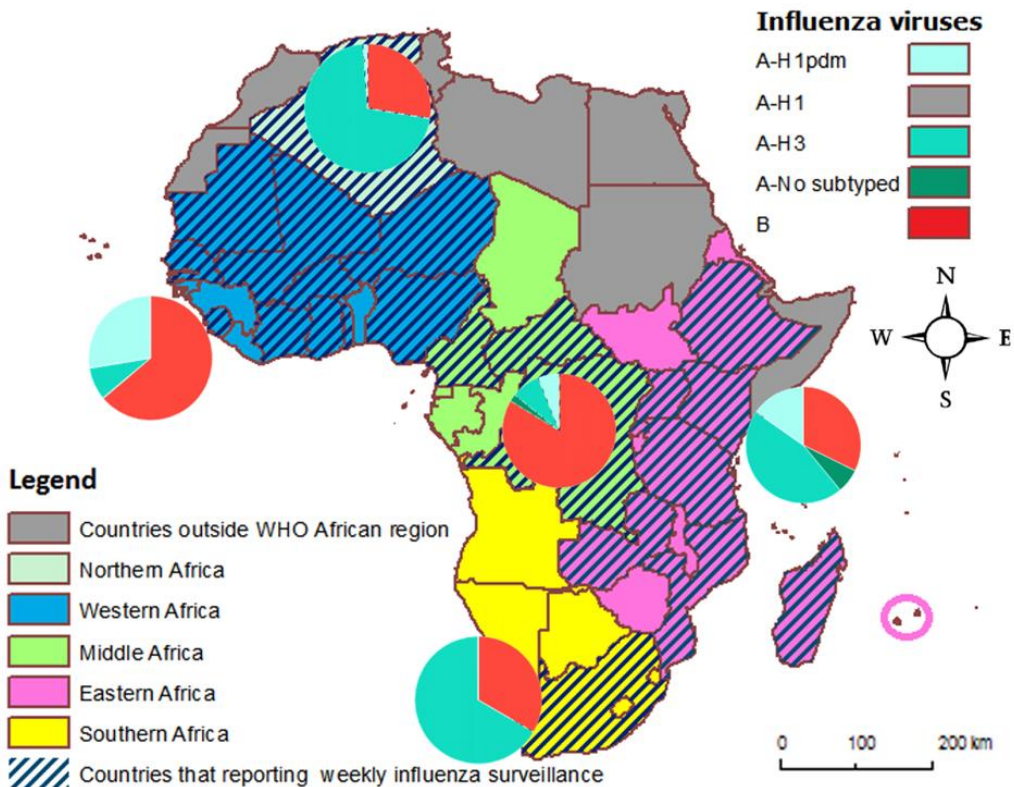 Influenza viruses
A-H1pdm
A-H1
A-H3
A-No subtyped
B
N
W
E
S
Legend
Countries outside WHO African region
Northern Africa
Western Africa
Middle Africa
Eastern Africa
Southern Africa
Countries that reporting weekly influenza surveillance
0 100 200 km